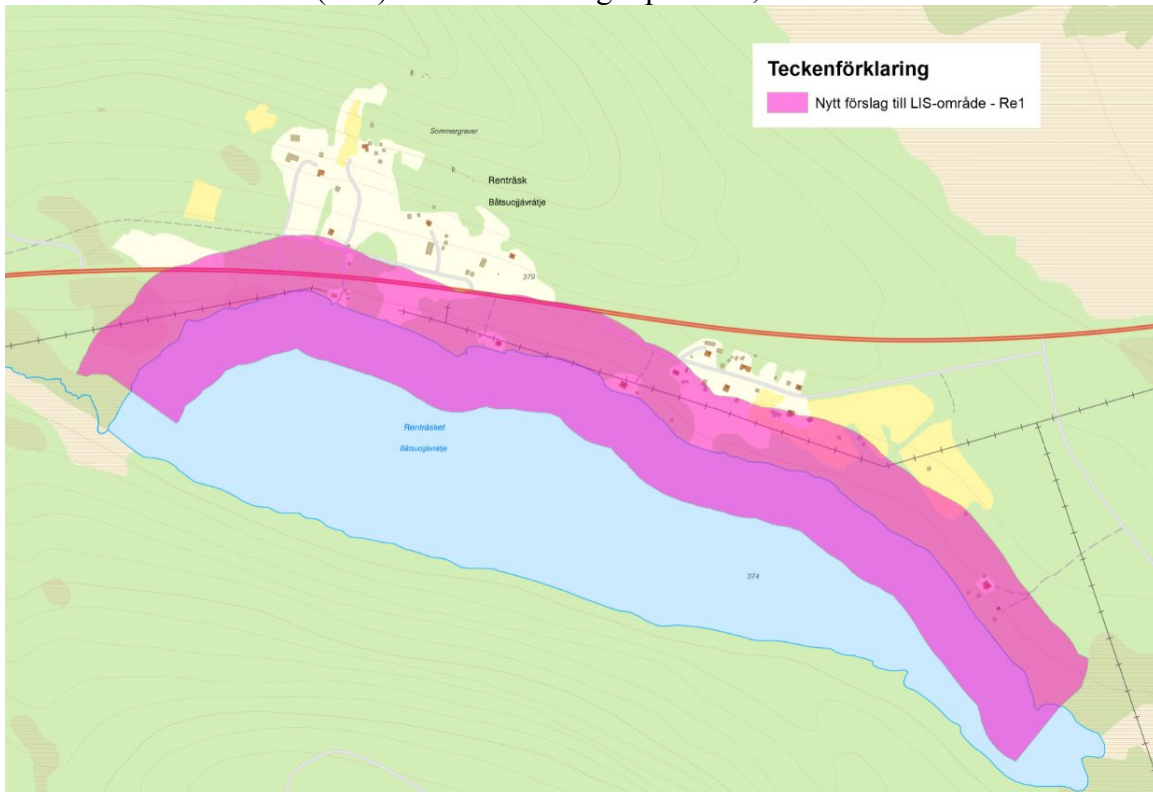 Teckenförklaring
Nytt förslag till LIS-område - Re1
R
Sommargravar
R
Renträsk
Båtsuojjávrátje
379
Renträsket
Båtsuojjávrátje
374